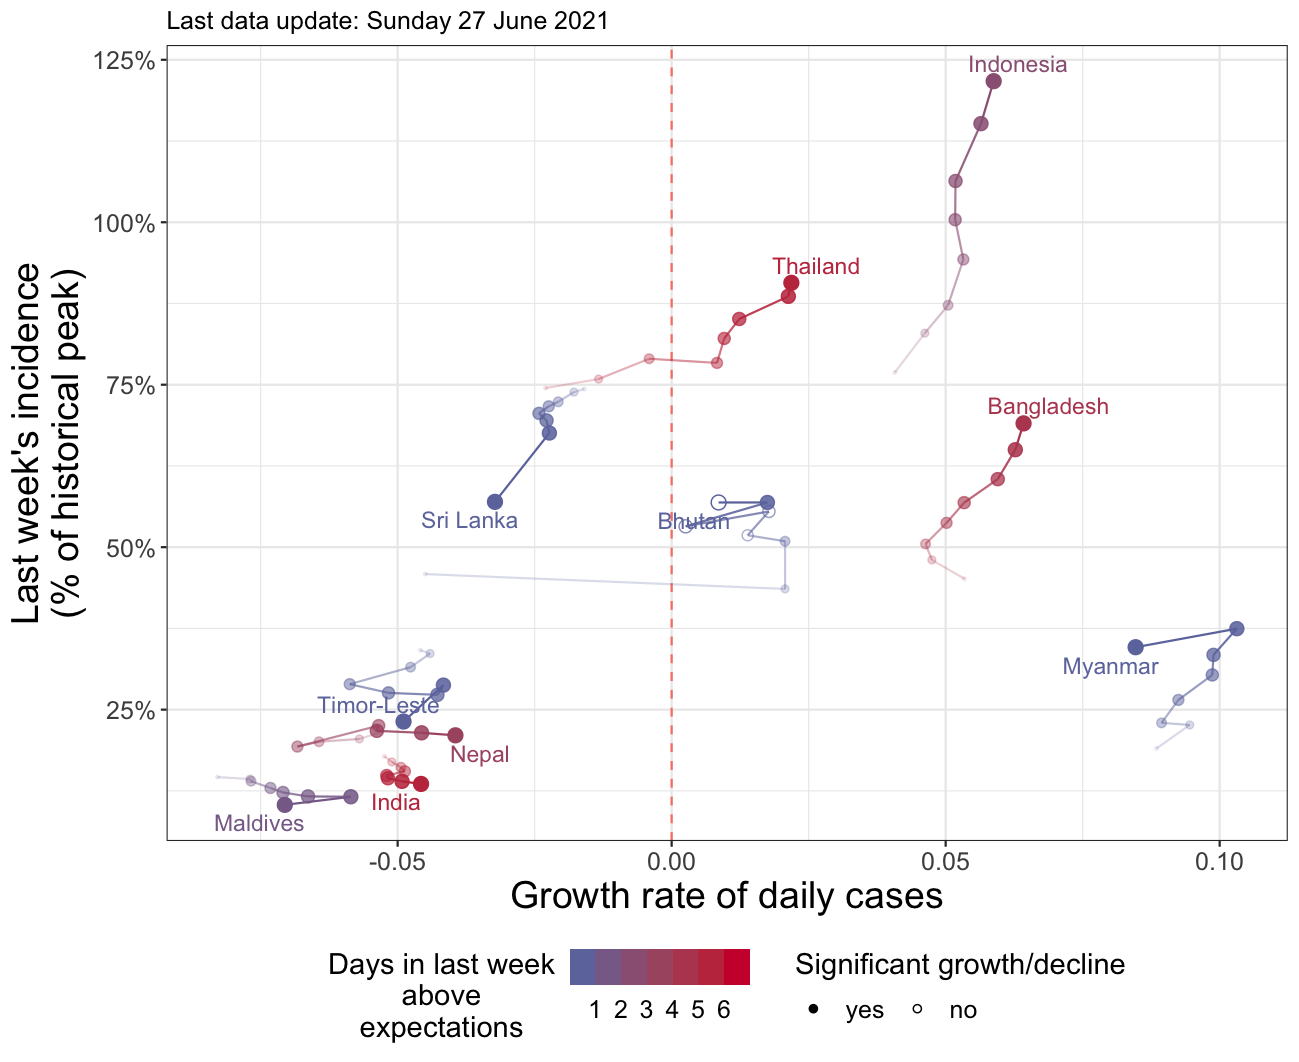 Last data update: Sunday 27 June 2021
125%
100%
75%
50%
25%
Last week's incidence
(% of historical peak)
Indonesia
Thailand
Bangladesh
Sri Lanka
Bhutan
Myanmar
Timor-Leste
Nepal
India
Maldives
-0.05 0.00 0.05 0.10
Growth rate of daily cases
Days in last week
above
expectations
1 2 3 4 5 6
Significant growth/decline
yes no